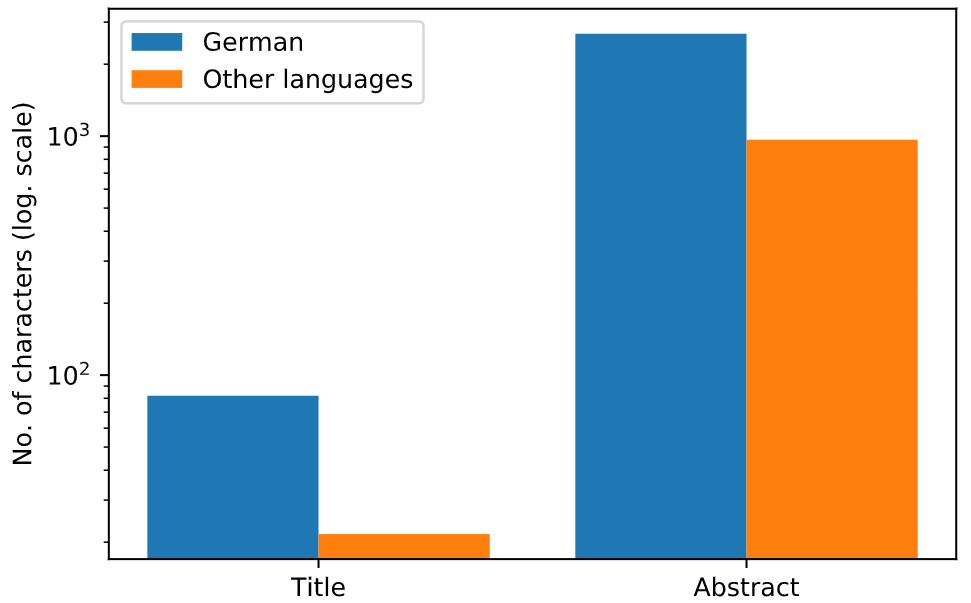 German
Other languages
No. of characters (log. scale)
10³
10²
Title
Abstract